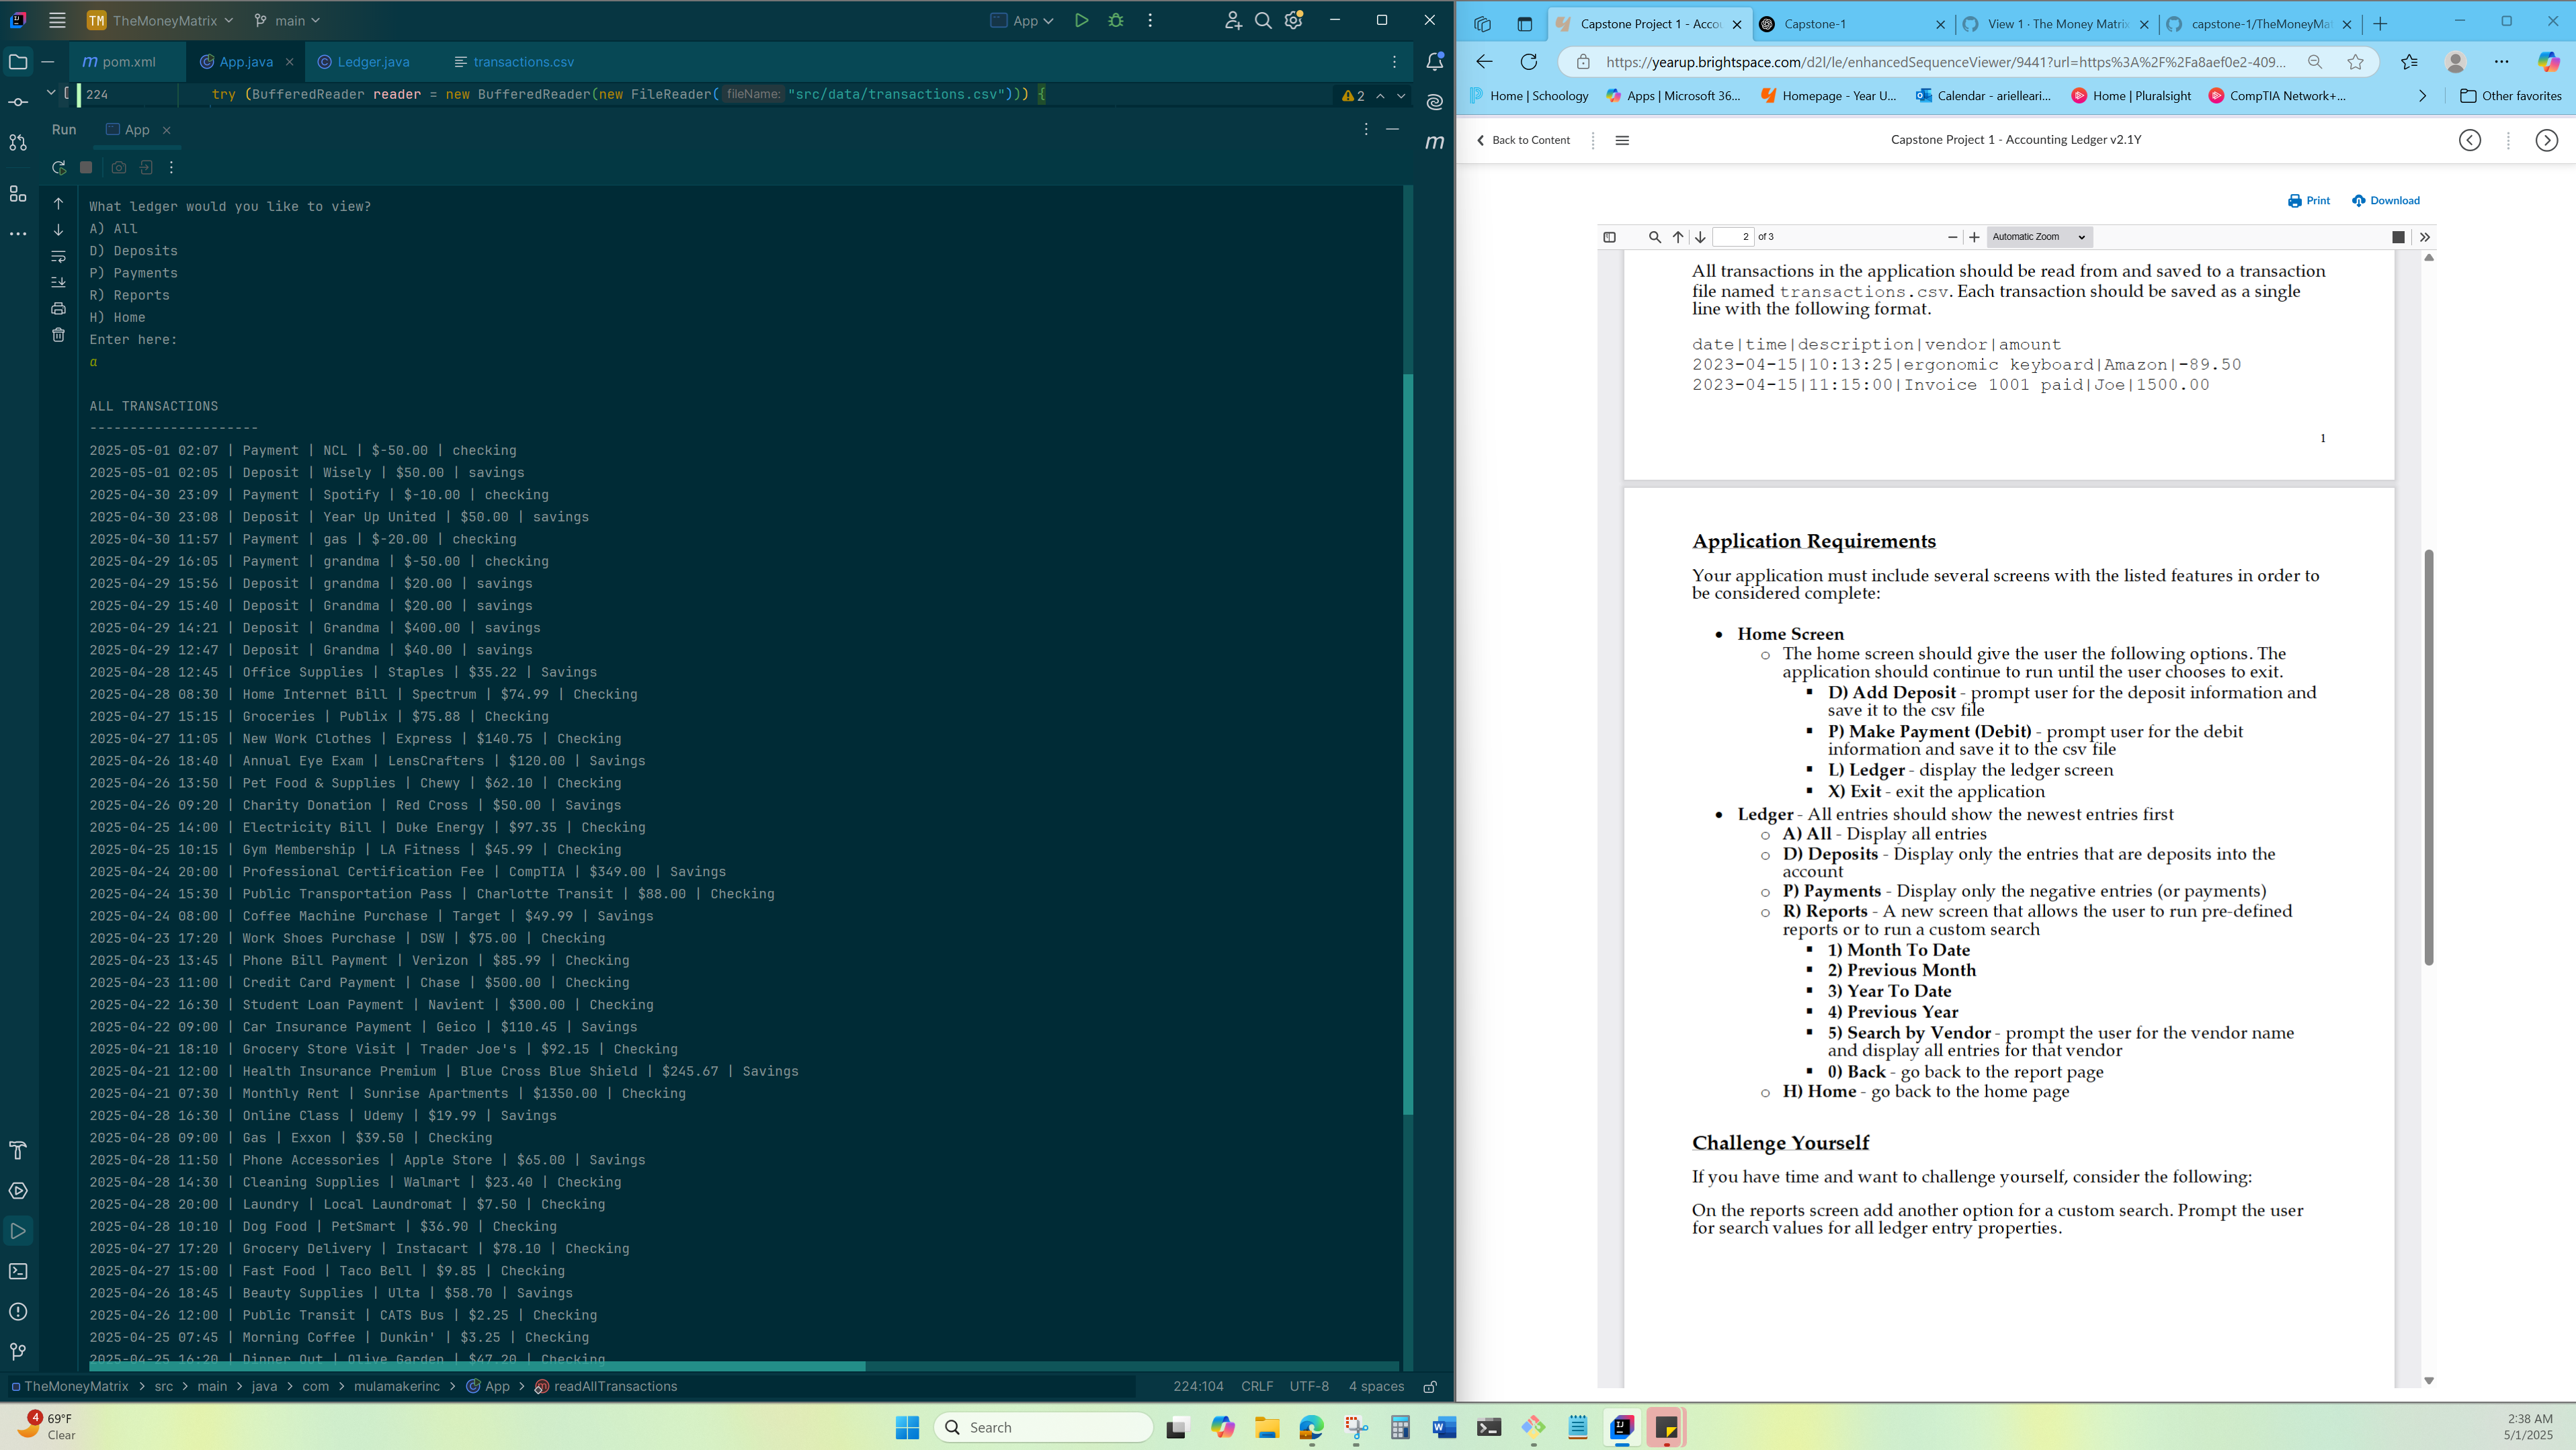 TM TheMoneyMatrix main App
pom.xml App.java Ledger.java transactions.csv
224 try (BufferedReader reader = new BufferedReader(new FileReader( fileName: "src/data/transactions.csv"))) { 2
Run App
What ledger would you like to view?
A) All
D) Deposits
P) Payments
R) Reports
H) Home
Enter here:
a
ALL TRANSACTIONS
---------------------
2025-05-01 02:07 | Payment | NCL | $-50.00 | checking
2025-05-01 02:05 | Deposit | Wisely | $50.00 | savings
2025-04-30 23:09 | Payment | Spotify | $-10.00 | checking
2025-04-30 23:08 | Deposit | Year Up United | $50.00 | savings
2025-04-30 11:57 | Payment | gas | $-20.00 | checking
2025-04-29 16:05 | Payment | grandma | $-50.00 | checking
2025-04-29 15:56 | Deposit | grandma | $20.00 | savings
2025-04-29 15:40 | Deposit | Grandma | $20.00 | savings
2025-04-29 14:21 | Deposit | Grandma | $400.00 | savings
2025-04-29 12:47 | Deposit | Grandma | $40.00 | savings
2025-04-28 12:45 | Office Supplies | Staples | $35.22 | Savings
2025-04-28 08:30 | Home Internet Bill | Spectrum | $74.99 | Checking
2025-04-27 15:15 | Groceries | Publix | $75.88 | Checking
2025-04-27 11:05 | New Work Clothes | Express | $140.75 | Checking
2025-04-26 18:40 | Annual Eye Exam | LensCrafters | $120.00 | Savings
2025-04-26 13:50 | Pet Food & Supplies | Chewy | $62.10 | Checking
2025-04-26 09:20 | Charity Donation | Red Cross | $50.00 | Savings
2025-04-25 14:00 | Electricity Bill | Duke Energy | $97.35 | Checking
2025-04-25 10:15 | Gym Membership | LA Fitness | $45.99 | Checking
2025-04-24 20:00 | Professional Certification Fee | CompTIA | $349.00 | Savings
2025-04-24 15:30 | Public Transportation Pass | Charlotte Transit | $88.00 | Checking
2025-04-24 08:00 | Coffee Machine Purchase | Target | $49.99 | Savings
2025-04-23 17:20 | Work Shoes Purchase | DSW | $75.00 | Checking
2025-04-23 13:45 | Phone Bill Payment | Verizon | $85.99 | Checking
2025-04-23 11:00 | Credit Card Payment | Chase | $500.00 | Checking
2025-04-22 16:30 | Student Loan Payment | Navient | $300.00 | Checking
2025-04-22 09:00 | Car Insurance Payment | Geico | $110.45 | Savings
2025-04-21 18:10 | Grocery Store Visit | Trader Joe's | $92.15 | Checking
2025-04-21 12:00 | Health Insurance Premium | Blue Cross Blue Shield | $245.67 | Savings
2025-04-21 07:30 | Monthly Rent | Sunrise Apartments | $1350.00 | Checking
2025-04-28 16:30 | Online Class | Udemy | $19.99 | Savings
2025-04-28 09:00 | Gas | Exxon | $39.50 | Checking
2025-04-28 11:50 | Phone Accessories | Apple Store | $65.00 | Savings
2025-04-28 14:30 | Cleaning Supplies | Walmart | $23.40 | Checking
2025-04-28 20:00 | Laundry | Local Laundromat | $7.50 | Checking
2025-04-28 10:10 | Dog Food | PetSmart | $36.90 | Checking
2025-04-27 17:20 | Grocery Delivery | Instacart | $78.10 | Checking
2025-04-27 15:00 | Fast Food | Taco Bell | $9.85 | Checking
2025-04-26 18:45 | Beauty Supplies | Ulta | $58.70 | Savings
2025-04-26 12:00 | Public Transit | CATS Bus | $2.25 | Checking
2025-04-25 07:45 | Morning Coffee | Dunkin' | $3.25 | Checking
2025-04-25 16:20 | Dinner Out | Olive Garden | $47.20 | Checking
TheMoneyMatrix > src > main > java > com > mulamakerinc > App > readAllTransactions 224:104 CRLF UTF-8 4 spaces
Capstone Project 1 - Accou Capstone-1 View 1 · The Money Matrix capstone-1/TheMoneyMa
https://yearup.brightspace.com/d2l/le/enhancedSequenceViewer/9441?url=https%3A%2F%2Fa8aef0e2-409...
Home | Schoology Apps | Microsoft 36... Homepage - Year U... Calendar - arielleari... Home | Pluralsight CompTIA Network+... Other favorites
Back to Content Capstone Project 1 - Accounting Ledger v2.1Y
Print Download
2 of 3 Automatic Zoom
All transactions in the application should be read from and saved to a transaction
file named transactions.csv. Each transaction should be saved as a single
line with the following format.
date|time|description|vendor|amount
2023-04-15|10:13:25|ergonomic keyboard|Amazon|-89.50
2023-04-15|11:15:00|Invoice 1001 paid|Joe|1500.00
1
Application Requirements
Your application must include several screens with the listed features in order to
be considered complete:
• Home Screen
o The home screen should give the user the following options. The
application should continue to run until the user chooses to exit.
▪ D) Add Deposit - prompt user for the deposit information and
save it to the csv file
▪ P) Make Payment (Debit) - prompt user for the debit
information and save it to the csv file
▪ L) Ledger - display the ledger screen
▪ X) Exit - exit the application
• Ledger - All entries should show the newest entries first
o A) All - Display all entries
o D) Deposits - Display only the entries that are deposits into the
account
o P) Payments - Display only the negative entries (or payments)
o R) Reports - A new screen that allows the user to run pre-defined
reports or to run a custom search
▪ 1) Month To Date
▪ 2) Previous Month
▪ 3) Year To Date
▪ 4) Previous Year
▪ 5) Search by Vendor - prompt the user for the vendor name
and display all entries for that vendor
▪ 0) Back - go back to the report page
o H) Home - go back to the home page
Challenge Yourself
If you have time and want to challenge yourself, consider the following:
On the reports screen add another option for a custom search. Prompt the user
for search values for all ledger entry properties.
4 69°F
Clear
Search
2:38 AM
5/1/2025